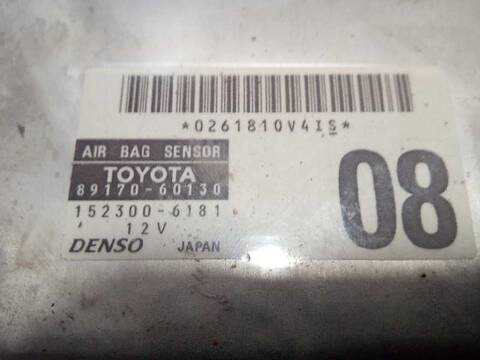 *0261810V4IS*
AIR BAG SENSOR
TOYOTA
89170-60130
152300-6181
12V
DENSO JAPAN
08